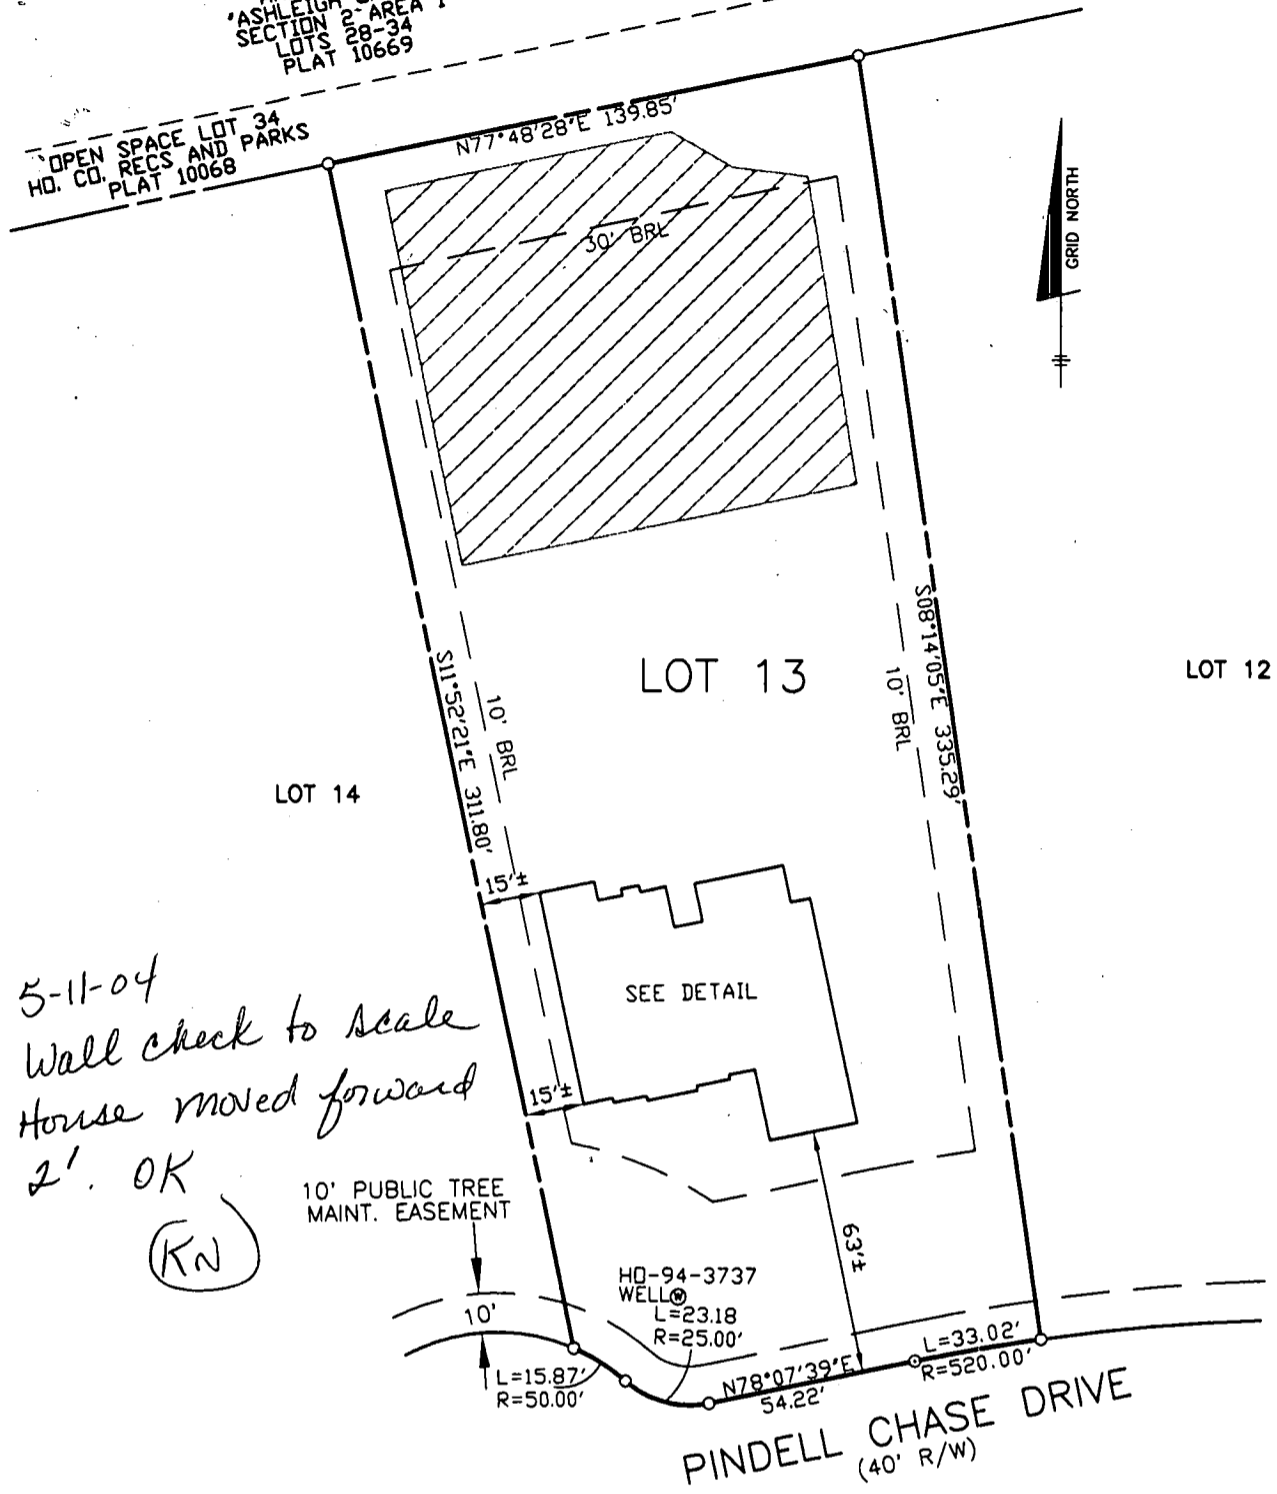 'ASHLEIGH
SECTION 2-AREA 1
LOTS 28-34
PLAT 10669
OPEN SPACE LOT 34
HO. CO. RECS AND PARKS
PLAT 10068
N77°48'28"E 139.85'
30' BRL
GRID NORTH
S11°52'21"E 311.80'
10' BRL
LOT 13
10' BRL
S08°14'05"E 335.29'
LOT 12
LOT 14
15'±
SEE DETAIL
15'±
5-11-04
Wall check to scale
House moved forward
2'. OK
KN
10' PUBLIC TREE
MAINT. EASEMENT
10'
63'±
HO-94-3737
WELL W
L=23.18
R=25.00'
L=15.87'
R=50.00'
N78°07'39"E
54.22'
L=33.02'
R=520.00'
PINDELL CHASE DRIVE
(40' R/W)